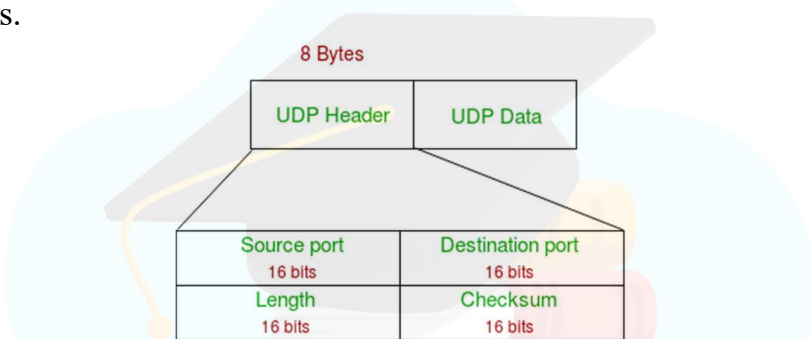 s.
8 Bytes
UDP Header UDP Data
Source port Destination port
16 bits 16 bits
Length Checksum
16 bits 16 bits